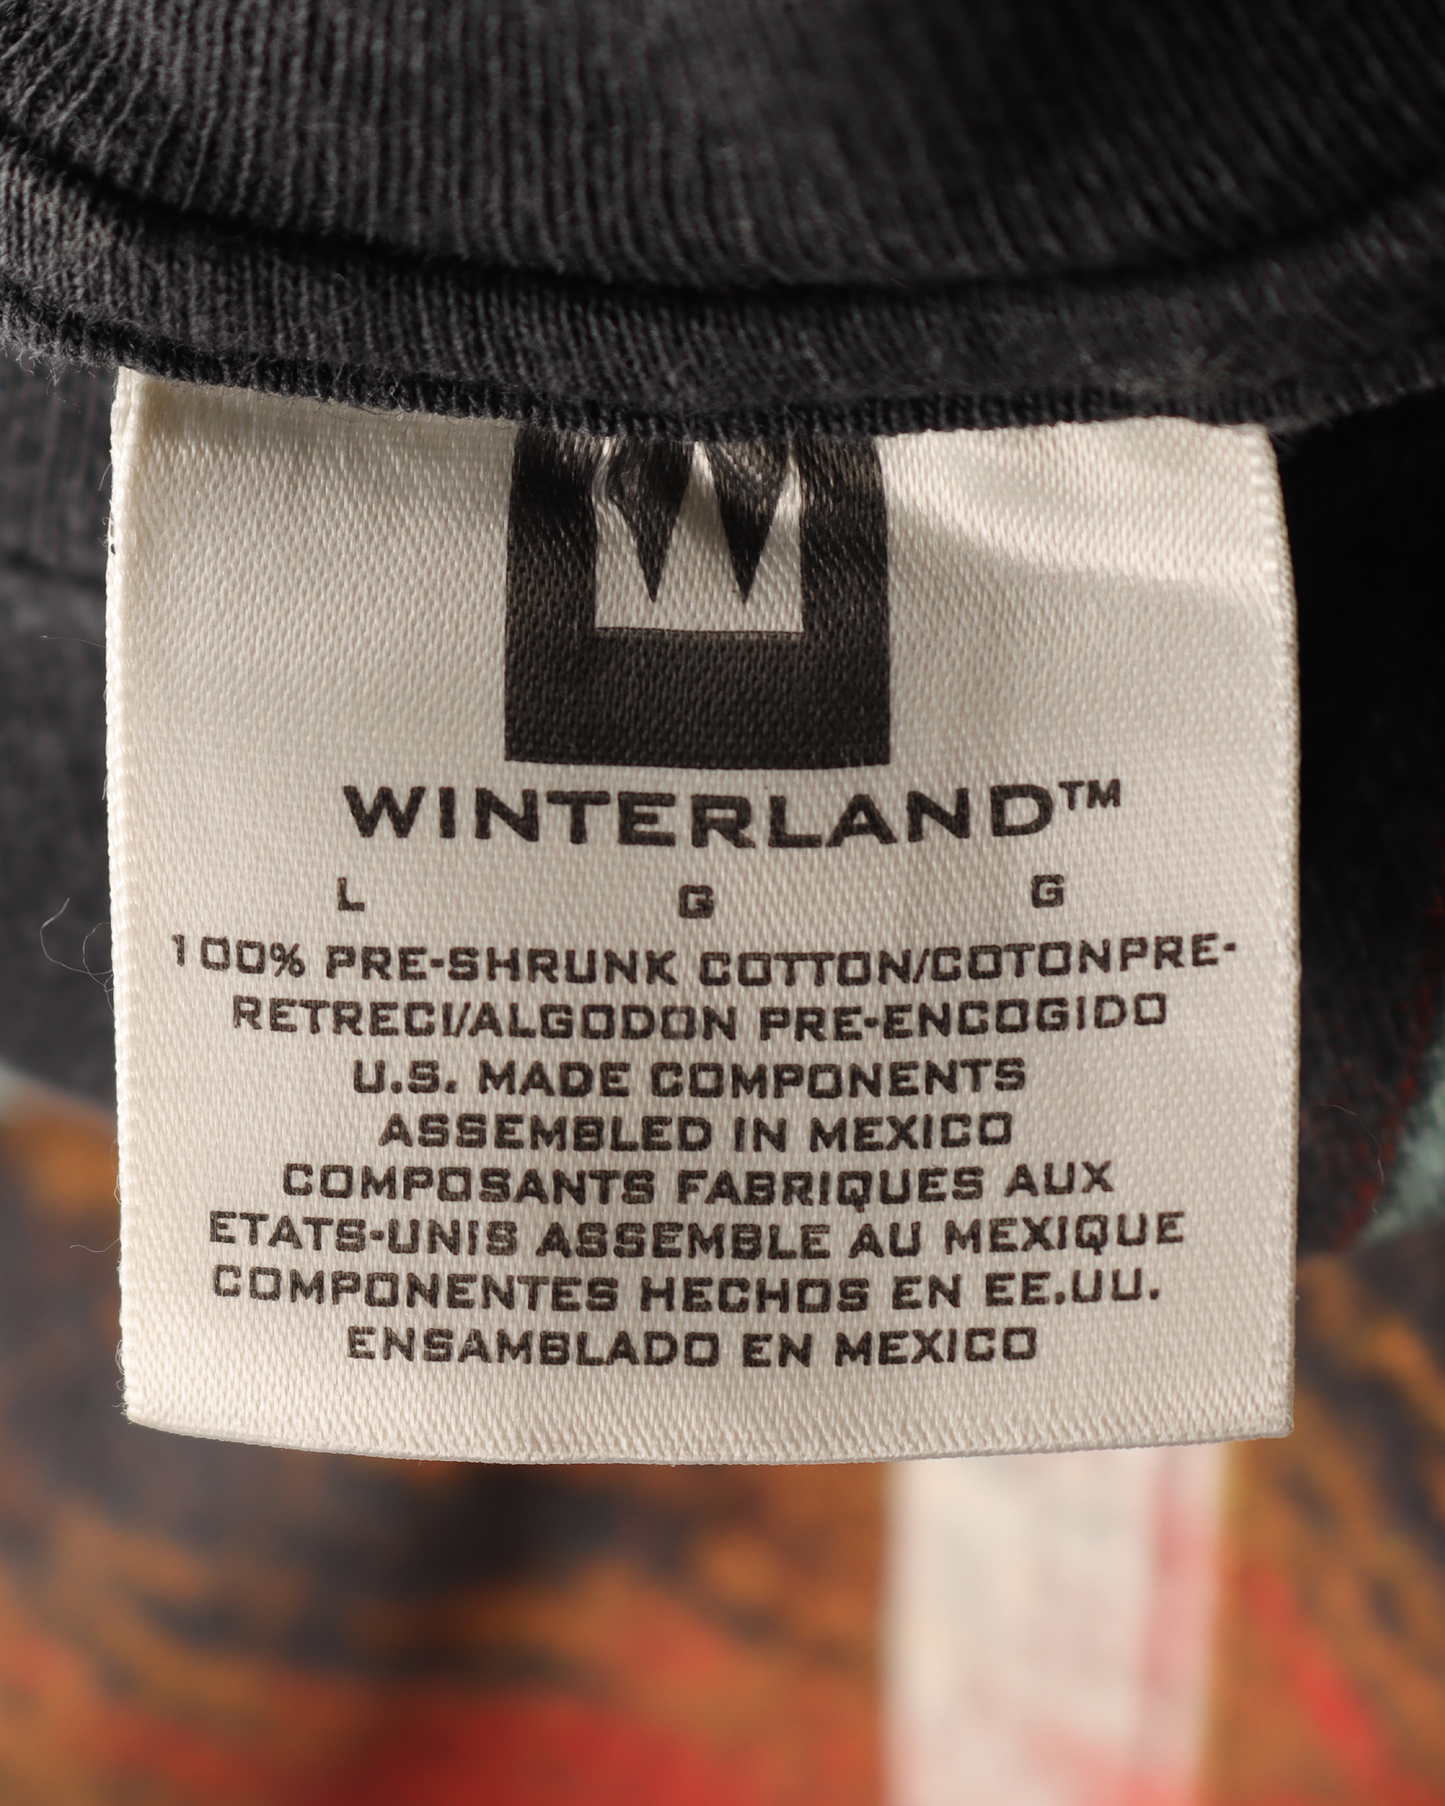 W
WINTERLAND™
L G G
100% PRE-SHRUNK COTTON/COTONPRE-
RETRECI/ALGODON PRE-ENCOGIDO
U.S. MADE COMPONENTS
ASSEMBLED IN MEXICO
COMPOSANTS FABRIQUES AUX
ETATS-UNIS ASSEMBLE AU MEXIQUE
COMPONENTES HECHOS EN EE.UU.
ENSAMBLADO EN MEXICO